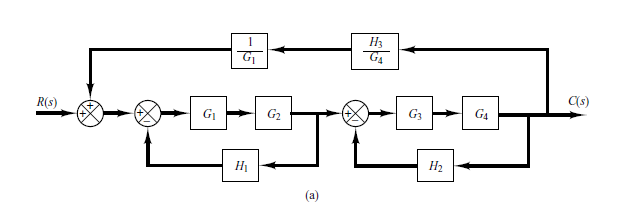 1
G1
H3
G4
R(s)
+
+
+
−
G1
G2
+
−
G3
G4
C(s)
H1
H2
(a)